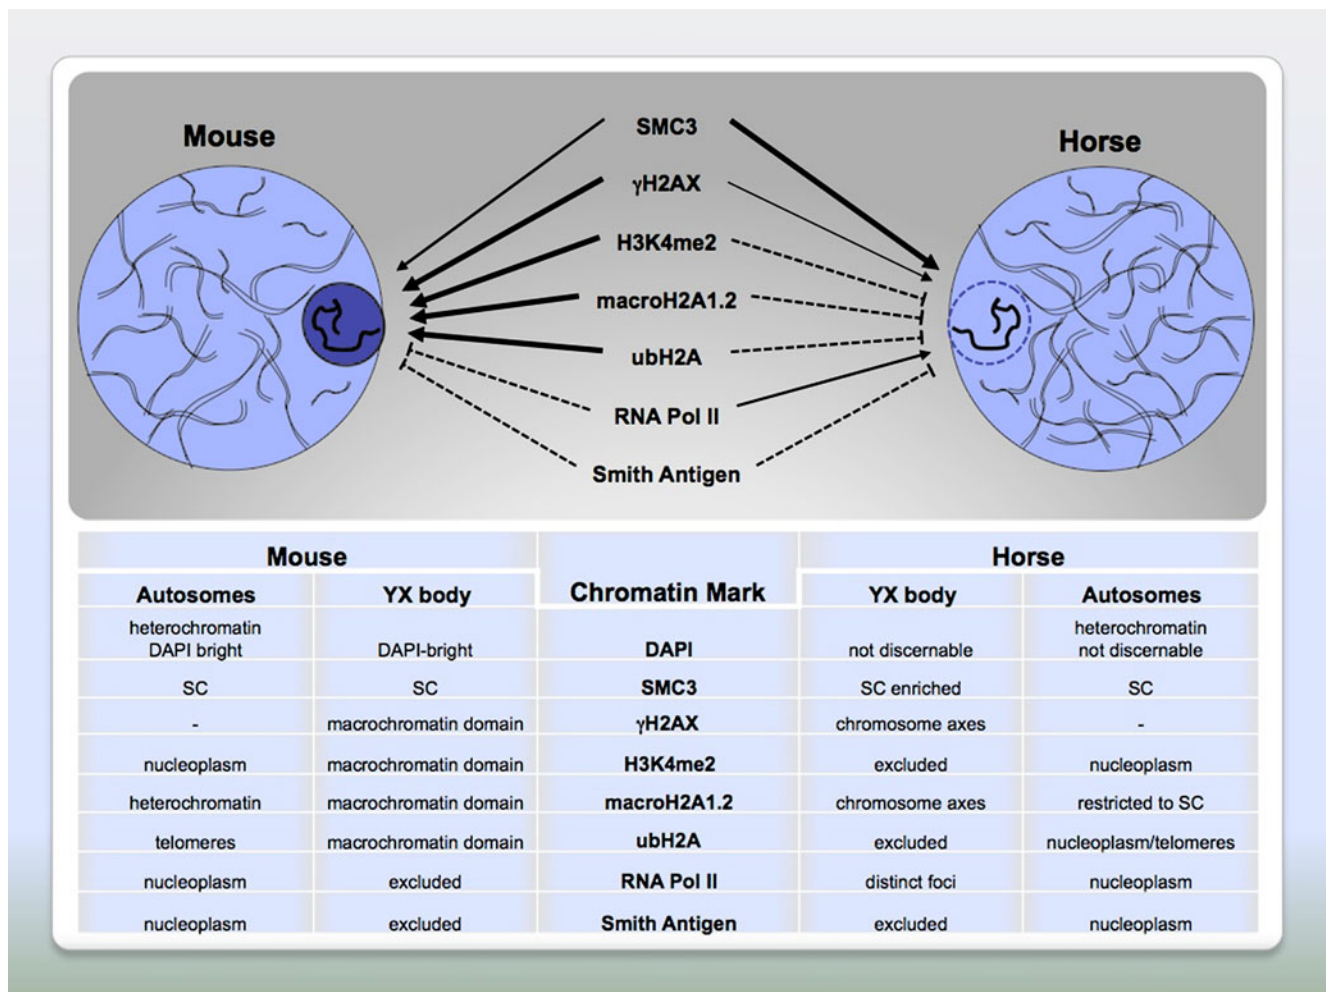 Mouse
SMC3
Horse
γH2AX
H3K4me2
macroH2A1.2
ubH2A
RNA Pol II
Smith Antigen
Mouse Horse
Autosomes YX body Chromatin Mark YX body Autosomes
heterochromatin heterochromatin
DAPI bright DAPI-bright DAPI not discernable not discernable
SC SC SMC3 SC enriched SC
- macrochromatin domain γH2AX chromosome axes -
nucleoplasm macrochromatin domain H3K4me2 excluded nucleoplasm
heterochromatin macrochromatin domain macroH2A1.2 chromosome axes restricted to SC
telomeres macrochromatin domain ubH2A excluded nucleoplasm/telomeres
nucleoplasm excluded RNA Pol II distinct foci nucleoplasm
nucleoplasm excluded Smith Antigen excluded nucleoplasm